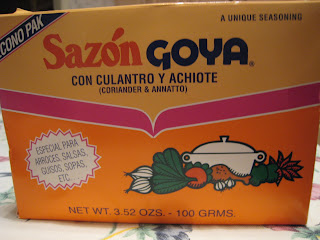 CONO PAK
A UNIQUE SEASONING
Sazón GOYA®
CON CULANTRO Y ACHIOTE
(CORIANDER & ANNATTO)
ESPECIAL PARA
ARROCES, SALSAS,
GUISOS, SOPAS,
ETC.
NET WT. 3.52 OZS. - 100 GRMS.